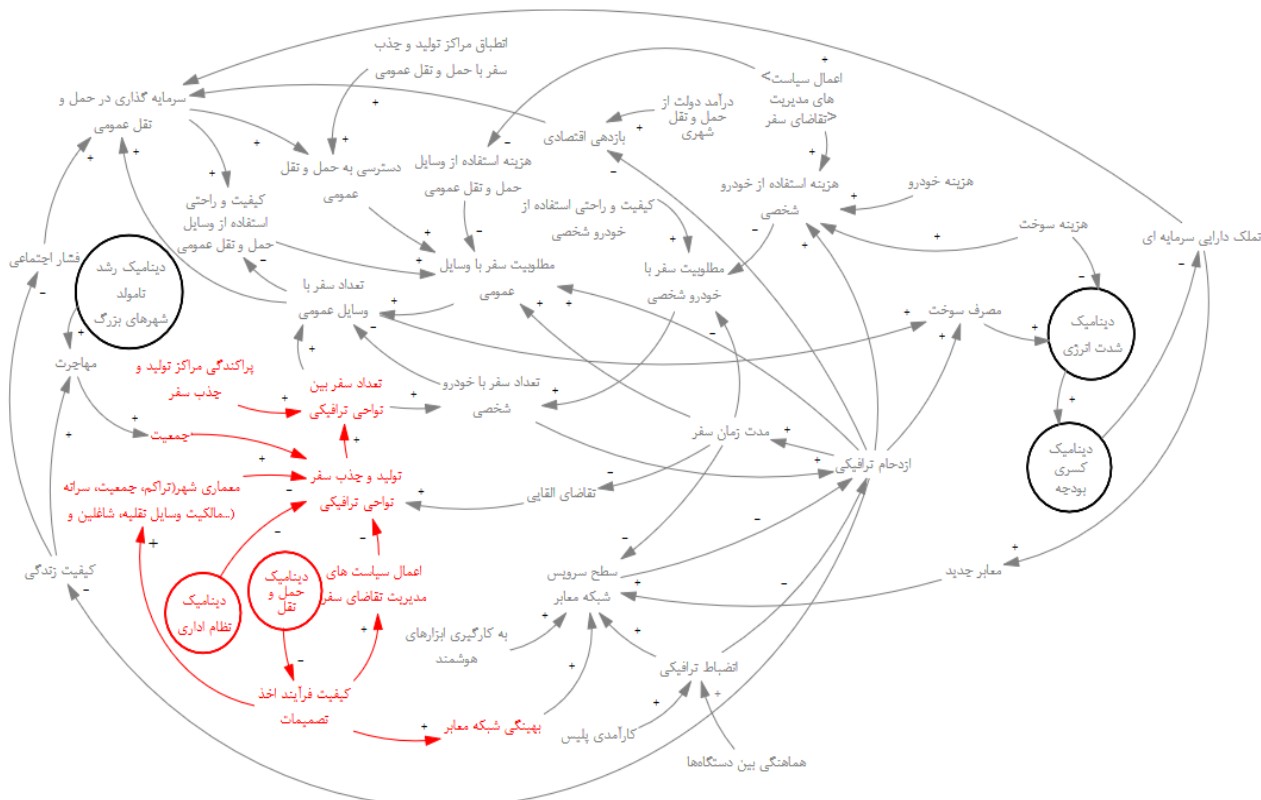 انطباق مراکز تولید و جذب
سفر با حمل و نقل عمومی
<اعمال سیاست
های
مدیریت
تقاضای سفر>
سرمایه گذاری در حمل و
نقل عمومی
درآمد دولت از
حمل و نقل
شهری
بازدهی اقتصادی
دسترسی به حمل و نقل
عمومی
هزینه استفاده از وسایل
حمل و نقل عمومی
هزینه استفاده از خودرو
شخصی
هزینه خودرو
کیفیت و راحتی
استفاده از وسایل
حمل و نقل عمومی
کیفیت و راحتی استفاده از
خودرو شخصی
هزینه سوخت
تملک دارایی سرمایه ای
فشار اجتماعی
دینامیک رشد
نامولد
شهرهای بزرگ
مطلوبیت سفر با وسایل
عمومی
مطلوبیت سفر با
خودرو شخصی
تعداد سفر با
وسایل عمومی
مصرف سوخت
دینامیک
شدت انرژی
مهاجرت
پراکندگی مراکز تولید و
جذب سفر
تعداد سفر بین
نواحی ترافیکی
تعداد سفر با خودرو
شخصی
جمعیت
مدت زمان سفر
ازدحام ترافیکی
دینامیک
کسری
بودجه
تولید و جذب سفر
نواحی ترافیکی
معماری شهر(تراکم، جمعیت، سرانه
مالکیت وسایل نقلیه، شاغلین و...)
تقاضای القایی
کیفیت زندگی
دینامیک
نظام اداری
دینامیک
حمل و
نقل
اعمال سیاست های
مدیریت تقاضای سفر
سطح سرویس
شبکه معابر
معابر جدید
به کارگیری ابزارهای
هوشمند
انضباط ترافیکی
کیفیت فرآیند اخذ
تصمیمات
بهینگی شبکه معابر
کارآمدی پلیس
هماهنگی بین دستگاه‌ها